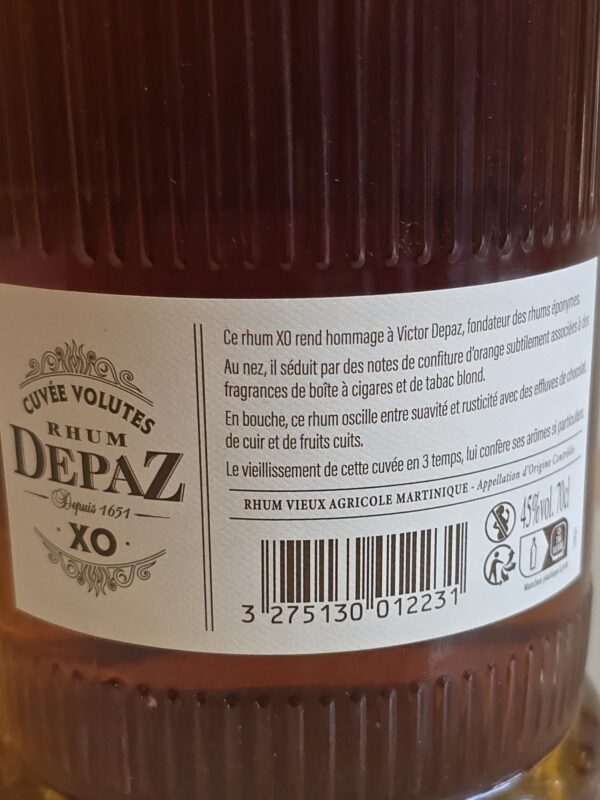 CUVÉE VOLUTES
RHUM
DEPAZ
Depuis 1651
XO
Ce rhum XO rend hommage à Victor Depaz, fondateur des rhums éponymes.
Au nez, il séduit par des notes de confiture d'orange subtilement associées à des
fragrances de boîte à cigares et de tabac blond.
En bouche, ce rhum oscille entre suavité et rusticité avec des effluves de chocolat,
de cuir et de fruits cuits.
Le vieillissement de cette cuvée en 3 temps, lui confère ses arômes si particuliers.
RHUM VIEUX AGRICOLE MARTINIQUE - Appellation d'Origine Contrôlée
45%vol. 70cl
3 275130 012231